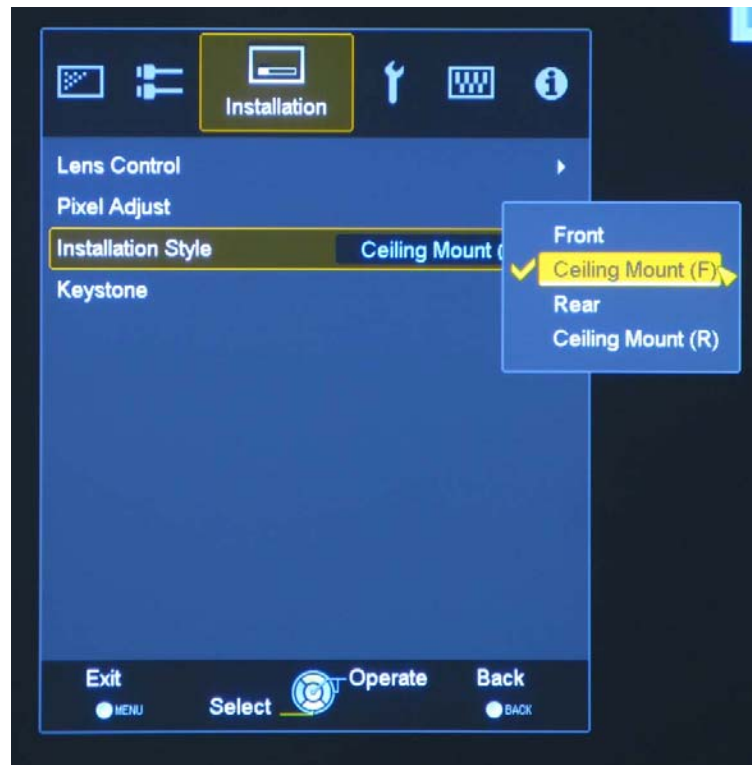 Installation
Lens Control
Pixel Adjust
Installation Style
Ceiling Mount (
Keystone
Front
Ceiling Mount (F)
Rear
Ceiling Mount (R)
Exit
MENU
Select
Operate
Back
BACK